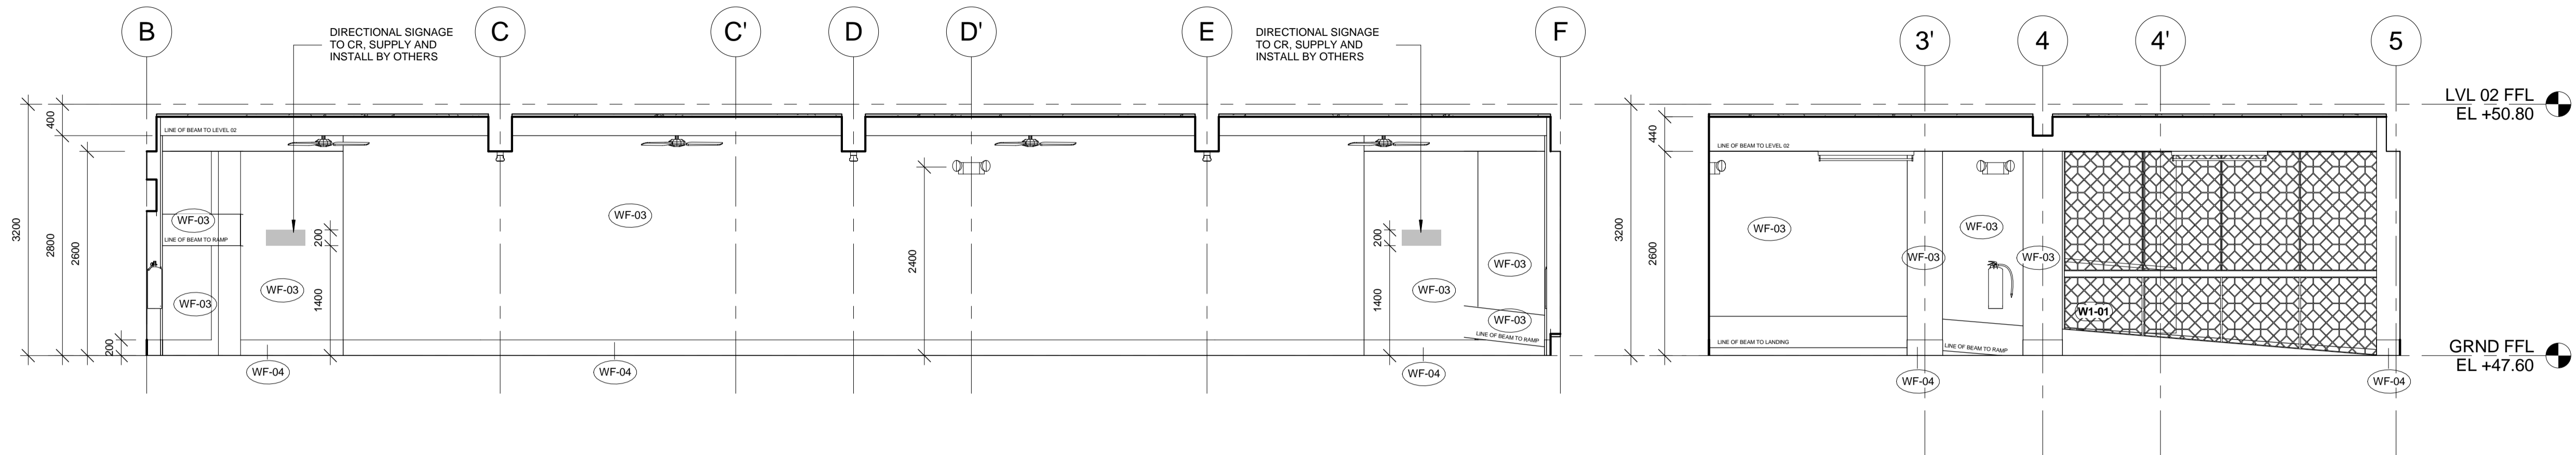 B
C
C'
D
D'
E
F
3'
4
4'
5
DIRECTIONAL SIGNAGE
TO CR, SUPPLY AND
INSTALL BY OTHERS
DIRECTIONAL SIGNAGE
TO CR, SUPPLY AND
INSTALL BY OTHERS
LVL 02 FFL
EL +50.80
400
3200
2800
2600
200
LINE OF BEAM TO LEVEL 02
WF-03
LINE OF BEAM TO RAMP
WF-03
WF-03
200
1400
WF-03
2400
200
1400
WF-03
WF-03
WF-03
LINE OF BEAM TO RAMP
WF-04
WF-04
WF-04
440
3200
2600
LINE OF BEAM TO LEVEL 02
WF-03
WF-03
WF-03
WF-03
W1-01
LINE OF BEAM TO LANDING
LINE OF BEAM TO RAMP
WF-04
WF-04
GRND FFL
EL +47.60